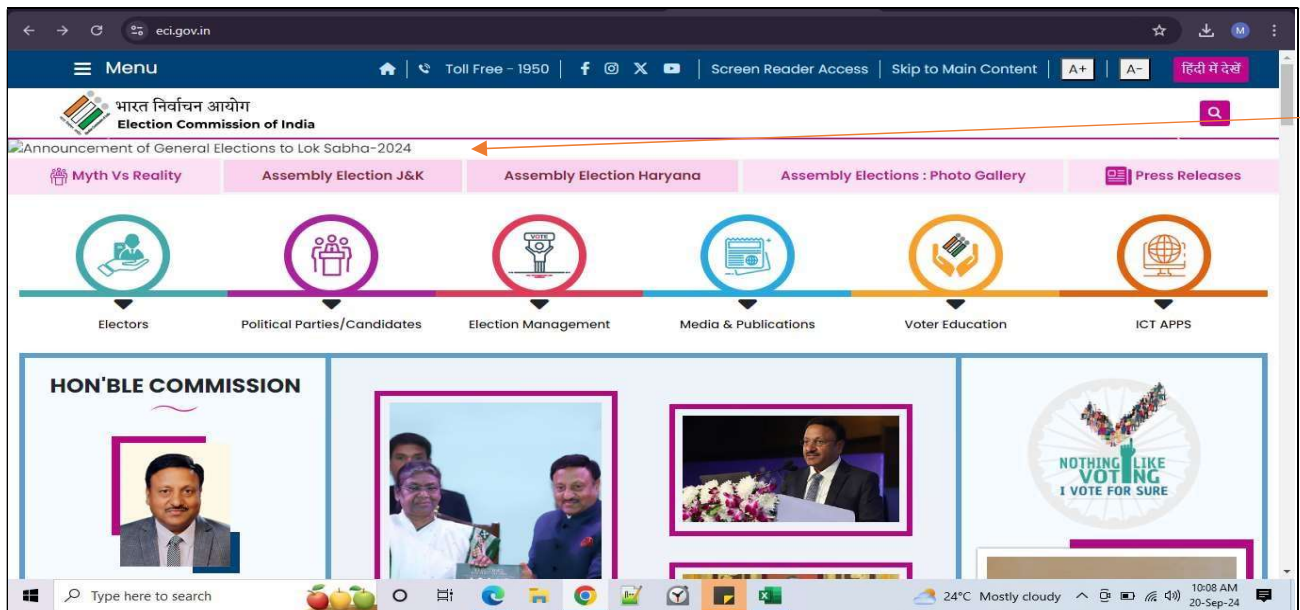 eci.gov.in
M
Menu
Toll Free - 1950
Screen Reader Access
Skip to Main Content
A+
A-
हिंदी में देखें
भारत निर्वाचन आयोग
Election Commission of India
Announcement of General Elections to Lok Sabha-2024
Myth Vs Reality
Assembly Election J&K
Assembly Election Haryana
Assembly Elections : Photo Gallery
Press Releases
VOTE
Electors
Political Parties/Candidates
Election Management
Media & Publications
Voter Education
ICT APPS
HON'BLE COMMISSION
NOTHING LIKE
VOTING
I VOTE FOR SURE
Type here to search
24°C Mostly cloudy
10:08 AM
20-Sep-24